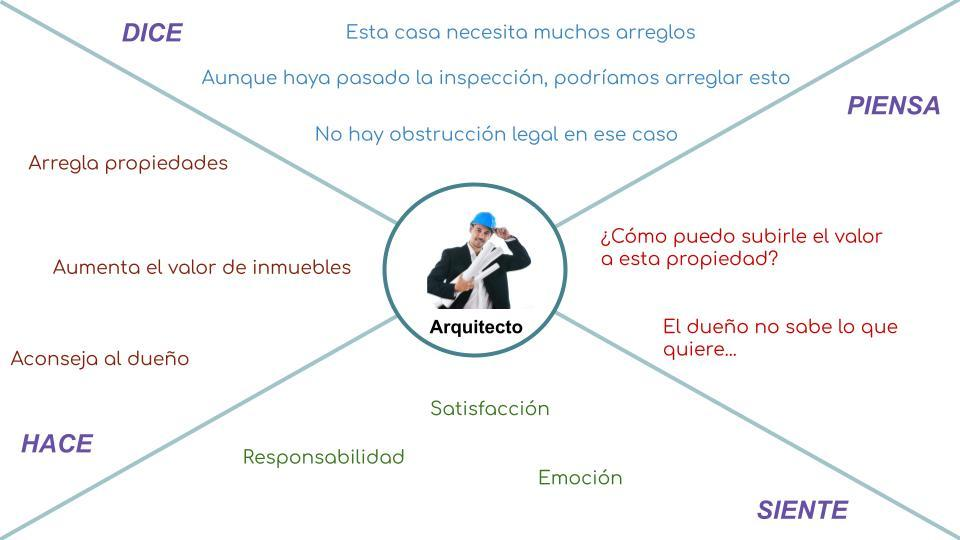 DICE
Esta casa necesita muchos arreglos
Aunque haya pasado la inspección, podríamos arreglar esto
PIENSA
No hay obstrucción legal en ese caso
Arregla propiedades
¿Cómo puedo subirle el valor
a esta propiedad?
Aumenta el valor de inmuebles
Arquitecto
El dueño no sabe lo que
quiere...
Aconseja al dueño
Satisfacción
HACE
Responsabilidad
Emoción
SIENTE